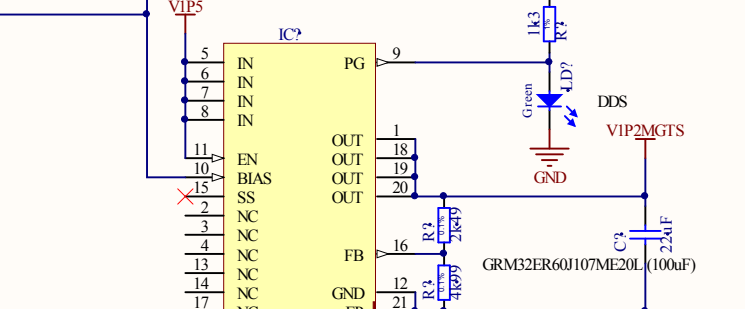 V1P5
IC?
1k3
R?
5 IN
PG 9
6 IN
7 IN
8 IN
LD?
Green
DDS
V1P2MGTS
OUT 1
11 EN
OUT 18
10 BIAS
OUT 19
15 SS
OUT 20
GND
2 NC
3 NC
4 NC
13 NC
14 NC
17 NC
R?
0.1%
2k49
FB 16
C?
22uF
GRM32ER60J107ME20L (100uF)
R?
0.1%
4k99
GND 12
EP 21